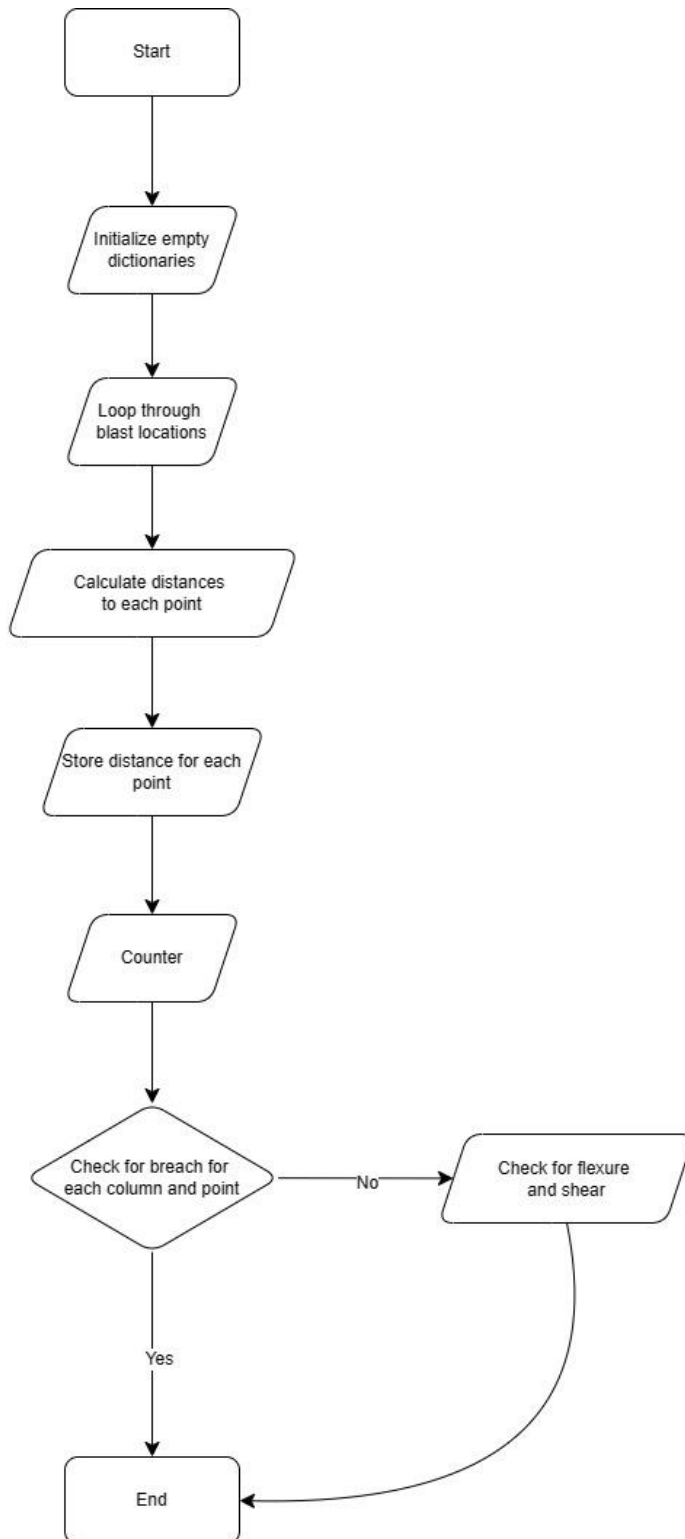 Start
Initialize empty
dictionaries
Loop through
blast locations
Calculate distances
to each point
Store distance for each
point
Counter
Check for breach for
each column and point
No
Check for flexure
and shear
Yes
End